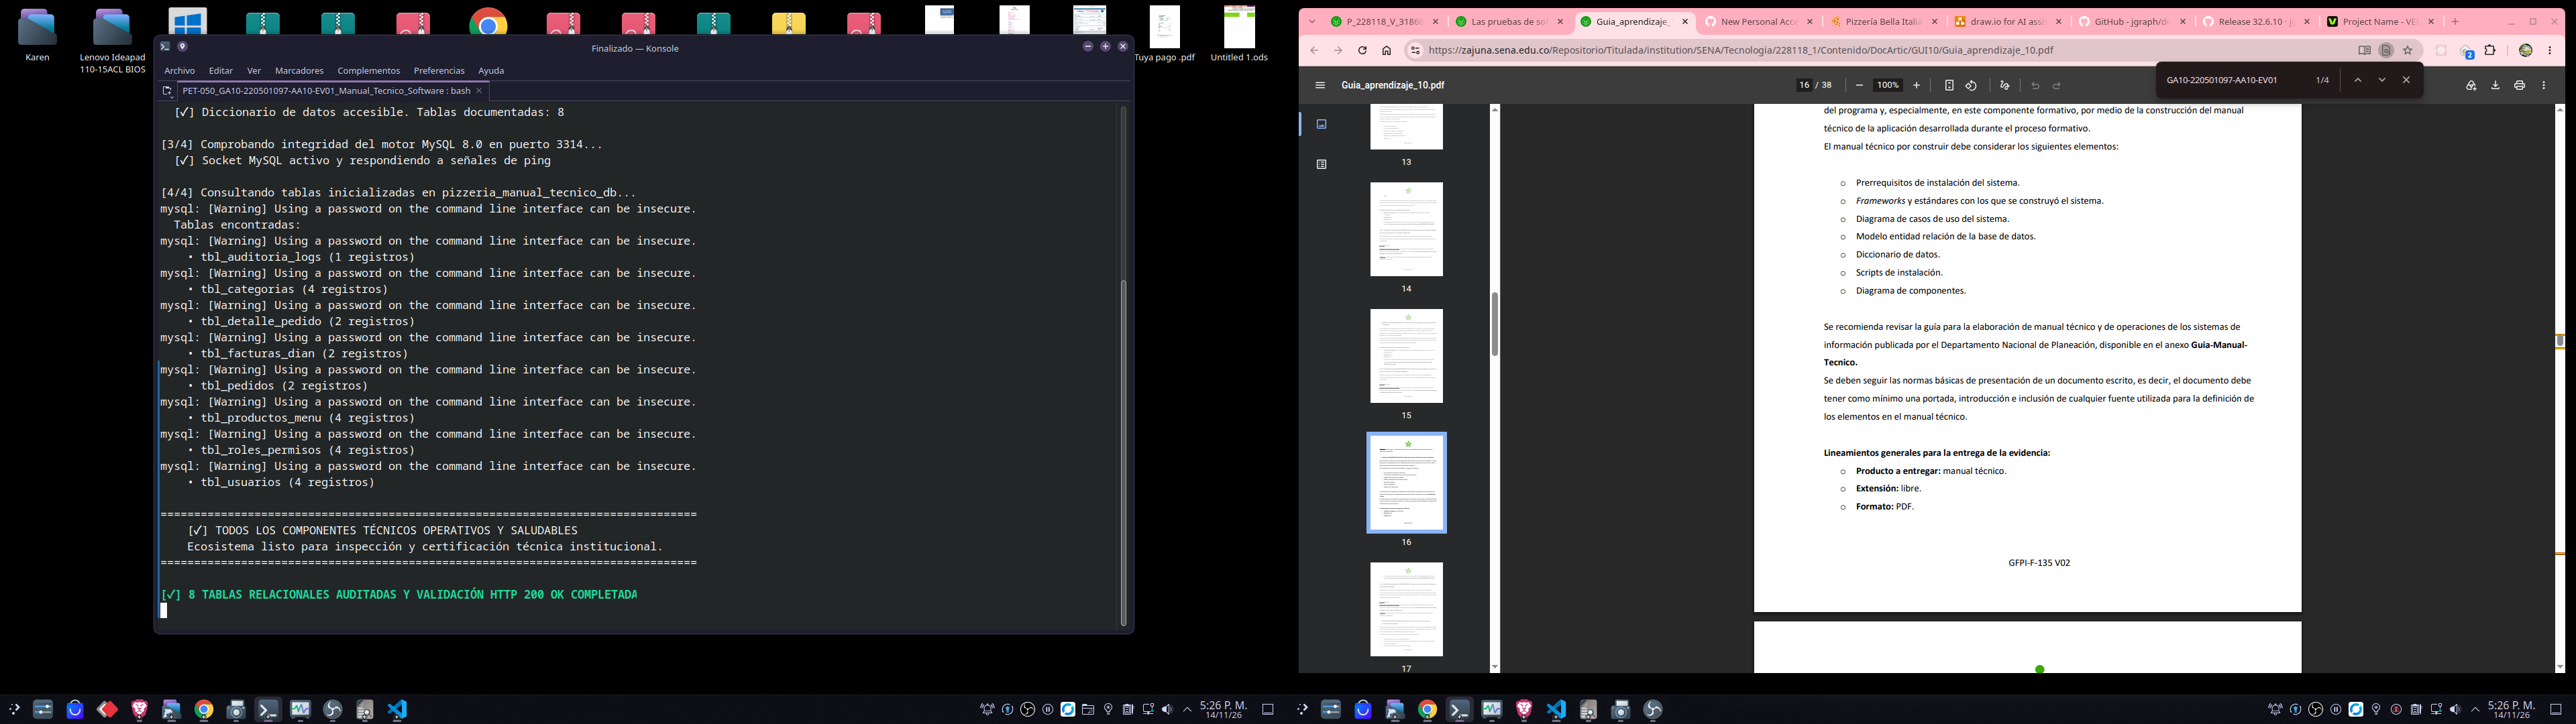 Karen
Lenovo Ideapad
110-15ACL BIOS
Tuya pago .pdf
Untitled 1.ods
Finalizado — Konsole
Archivo Editar Ver Marcadores Complementos Preferencias Ayuda
PET-050_GA10-220501097-AA10-EV01_Manual_Tecnico_Software : bash
[✓] Diccionario de datos accesible. Tablas documentadas: 8
[3/4] Comprobando integridad del motor MySQL 8.0 en puerto 3314...
[✓] Socket MySQL activo y respondiendo a señales de ping
[4/4] Consultando tablas inicializadas en pizzeria_manual_tecnico_db...
mysql: [Warning] Using a password on the command line interface can be insecure.
Tablas encontradas:
mysql: [Warning] Using a password on the command line interface can be insecure.
• tbl_auditoria_logs (1 registros)
mysql: [Warning] Using a password on the command line interface can be insecure.
• tbl_categorias (4 registros)
mysql: [Warning] Using a password on the command line interface can be insecure.
• tbl_detalle_pedido (2 registros)
mysql: [Warning] Using a password on the command line interface can be insecure.
• tbl_facturas_dian (2 registros)
mysql: [Warning] Using a password on the command line interface can be insecure.
• tbl_pedidos (2 registros)
mysql: [Warning] Using a password on the command line interface can be insecure.
• tbl_productos_menu (4 registros)
mysql: [Warning] Using a password on the command line interface can be insecure.
• tbl_roles_permisos (4 registros)
mysql: [Warning] Using a password on the command line interface can be insecure.
• tbl_usuarios (4 registros)
================================================================================
[✓] TODOS LOS COMPONENTES TÉCNICOS OPERATIVOS Y SALUDABLES
Ecosistema listo para inspección y certificación técnica institucional.
================================================================================
[✓] 8 TABLAS RELACIONALES AUDITADAS Y VALIDACIÓN HTTP 200 OK COMPLETADA
P_228118_V_3186
Las pruebas de sof
Guia_aprendizaje_
New Personal Acce
Pizzería Bella Italia
draw.io for AI assi
GitHub - jgraph/dr
Release 32.6.10 · j
Project Name - VE
https://zajuna.sena.edu.co/Repositorio/Titulada/institution/SENA/Tecnologia/228118_1/Contenido/DocArtic/GUI10/Guia_aprendizaje_10.pdf
2
GA10-220501097-AA10-EV01 1/4
Guia_aprendizaje_10.pdf
16 / 38
100%
13
14
15
16
17
del programa y, especialmente, en este componente formativo, por medio de la construcción del manual
técnico de la aplicación desarrollada durante el proceso formativo.
El manual técnico por construir debe considerar los siguientes elementos:
o Prerrequisitos de instalación del sistema.
o Frameworks y estándares con los que se construyó el sistema.
o Diagrama de casos de uso del sistema.
o Modelo entidad relación de la base de datos.
o Diccionario de datos.
o Scripts de instalación.
o Diagrama de componentes.
Se recomienda revisar la guía para la elaboración de manual técnico y de operaciones de los sistemas de
información publicada por el Departamento Nacional de Planeación, disponible en el anexo Guia-Manual-
Tecnico.
Se deben seguir las normas básicas de presentación de un documento escrito, es decir, el documento debe
tener como mínimo una portada, introducción e inclusión de cualquier fuente utilizada para la definición de
los elementos en el manual técnico.
Lineamientos generales para la entrega de la evidencia:
o Producto a entregar: manual técnico.
o Extensión: libre.
o Formato: PDF.
GFPI-F-135 V02
5:26 P. M.
14/11/26
5:26 P. M.
14/11/26